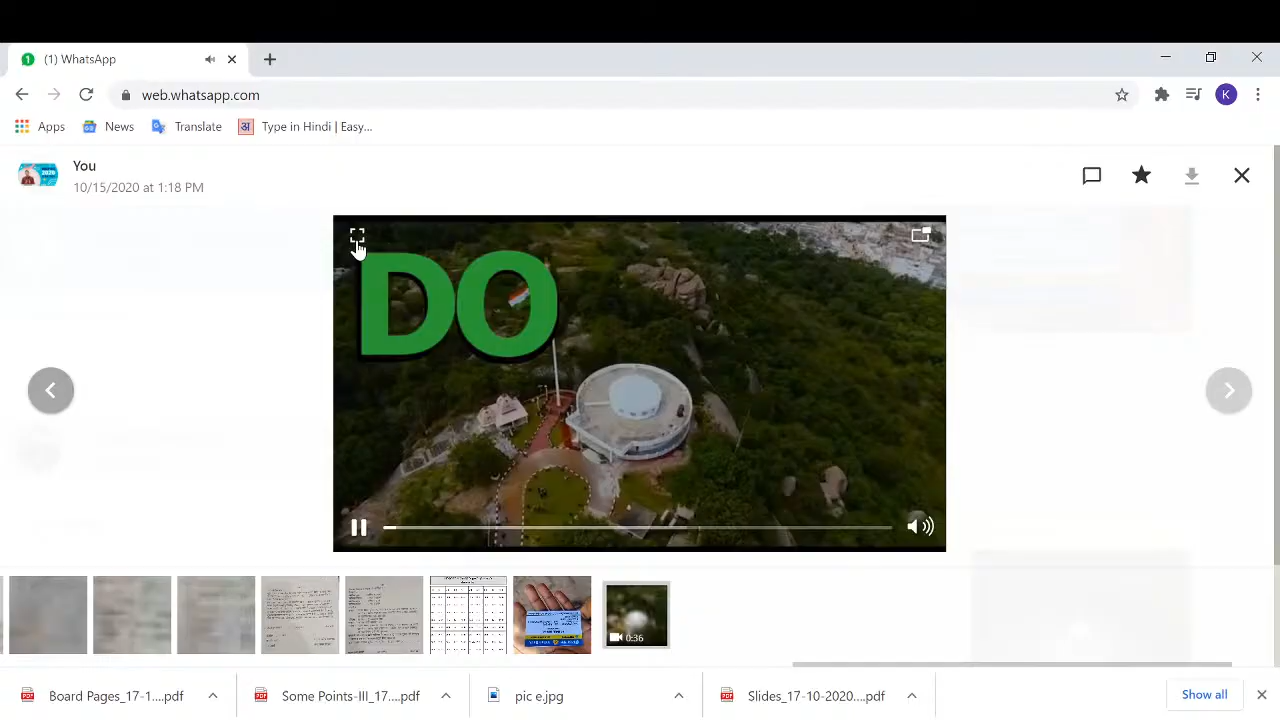 (1) WhatsApp
web.whatsapp.com
Apps
News
Translate
अ
Type in Hindi | Easy...
K
You
10/15/2020 at 1:18 PM
DO
0:36
Board Pages_17-1....pdf
Some Points-III_17....pdf
pic e.jpg
Slides_17-10-2020....pdf
Show all